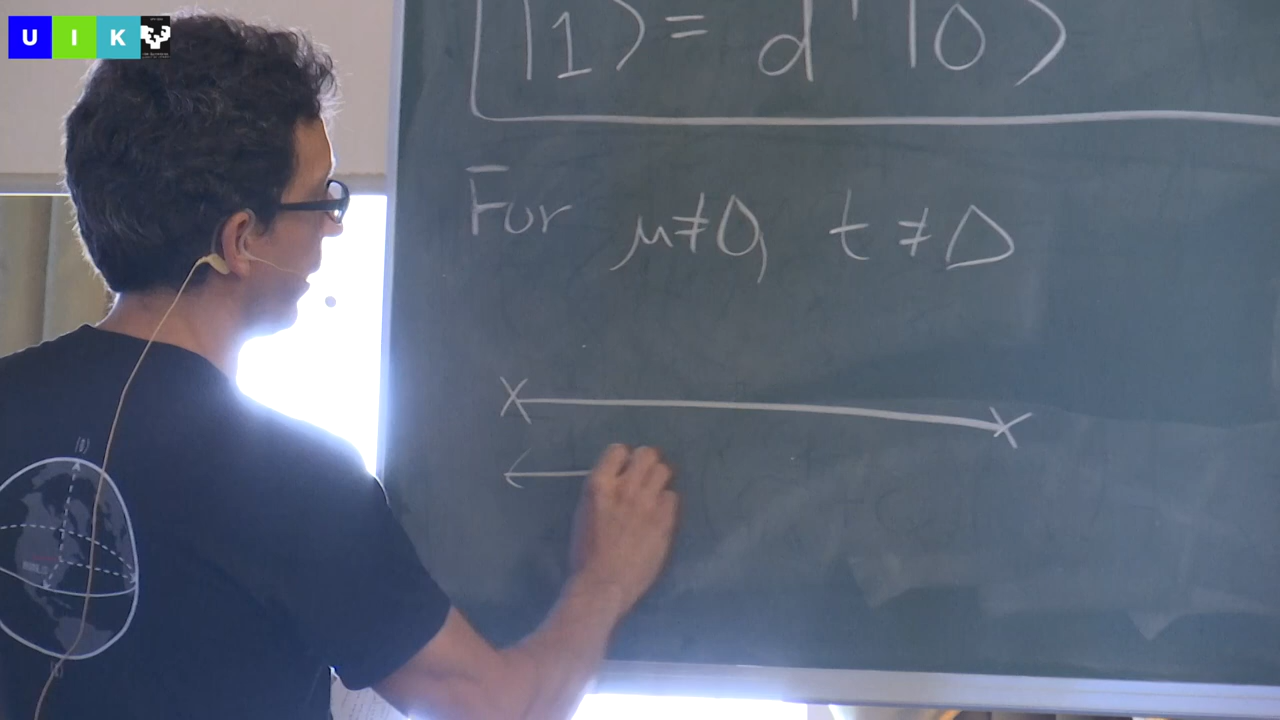 UIK
|1⟩ = d† |0⟩
For μ≠0, t ≠ Δ